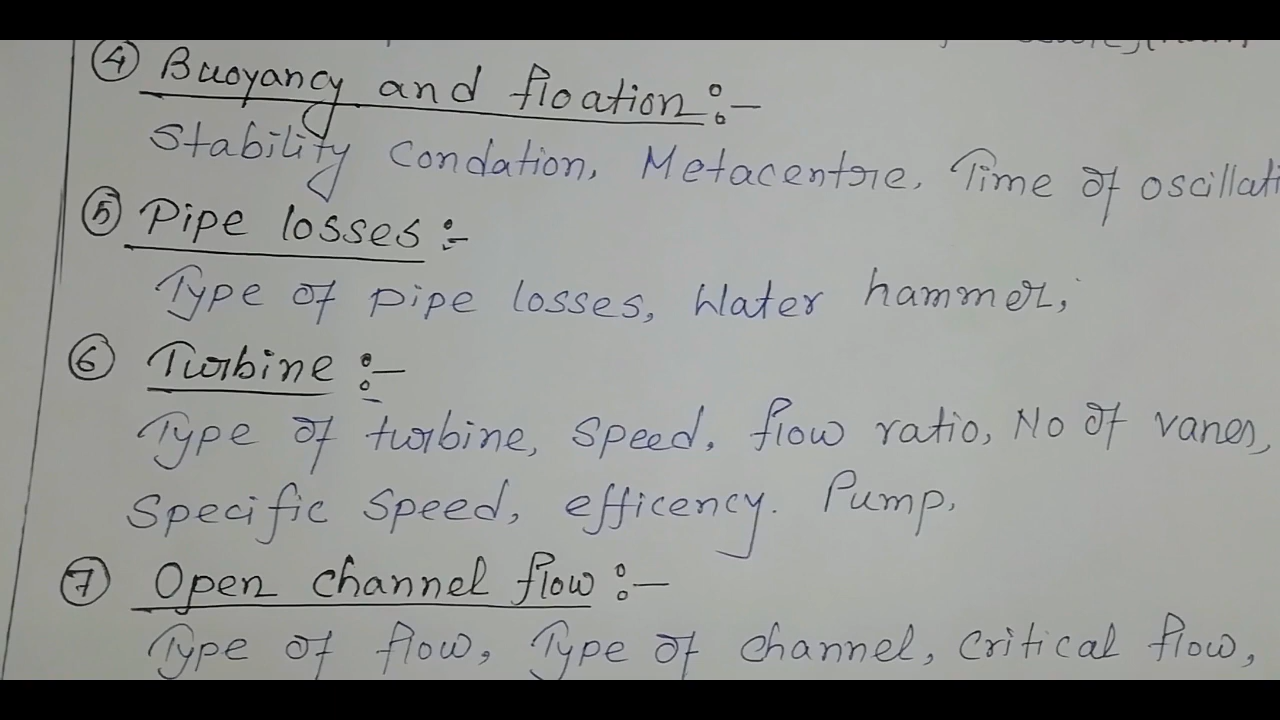 ④ Buoyancy and floation :-
Stability Condation, Metacentre, Time of oscillati
⑤ Pipe losses :-
Type of pipe losses, Water hammer,
⑥ Turbine :-
Type of turbine, Speed, flow ratio, No of vanes,
Specific speed, efficency. Pump.
⑦ Open channel flow :-
Type of flow, Type of channel, critical flow,